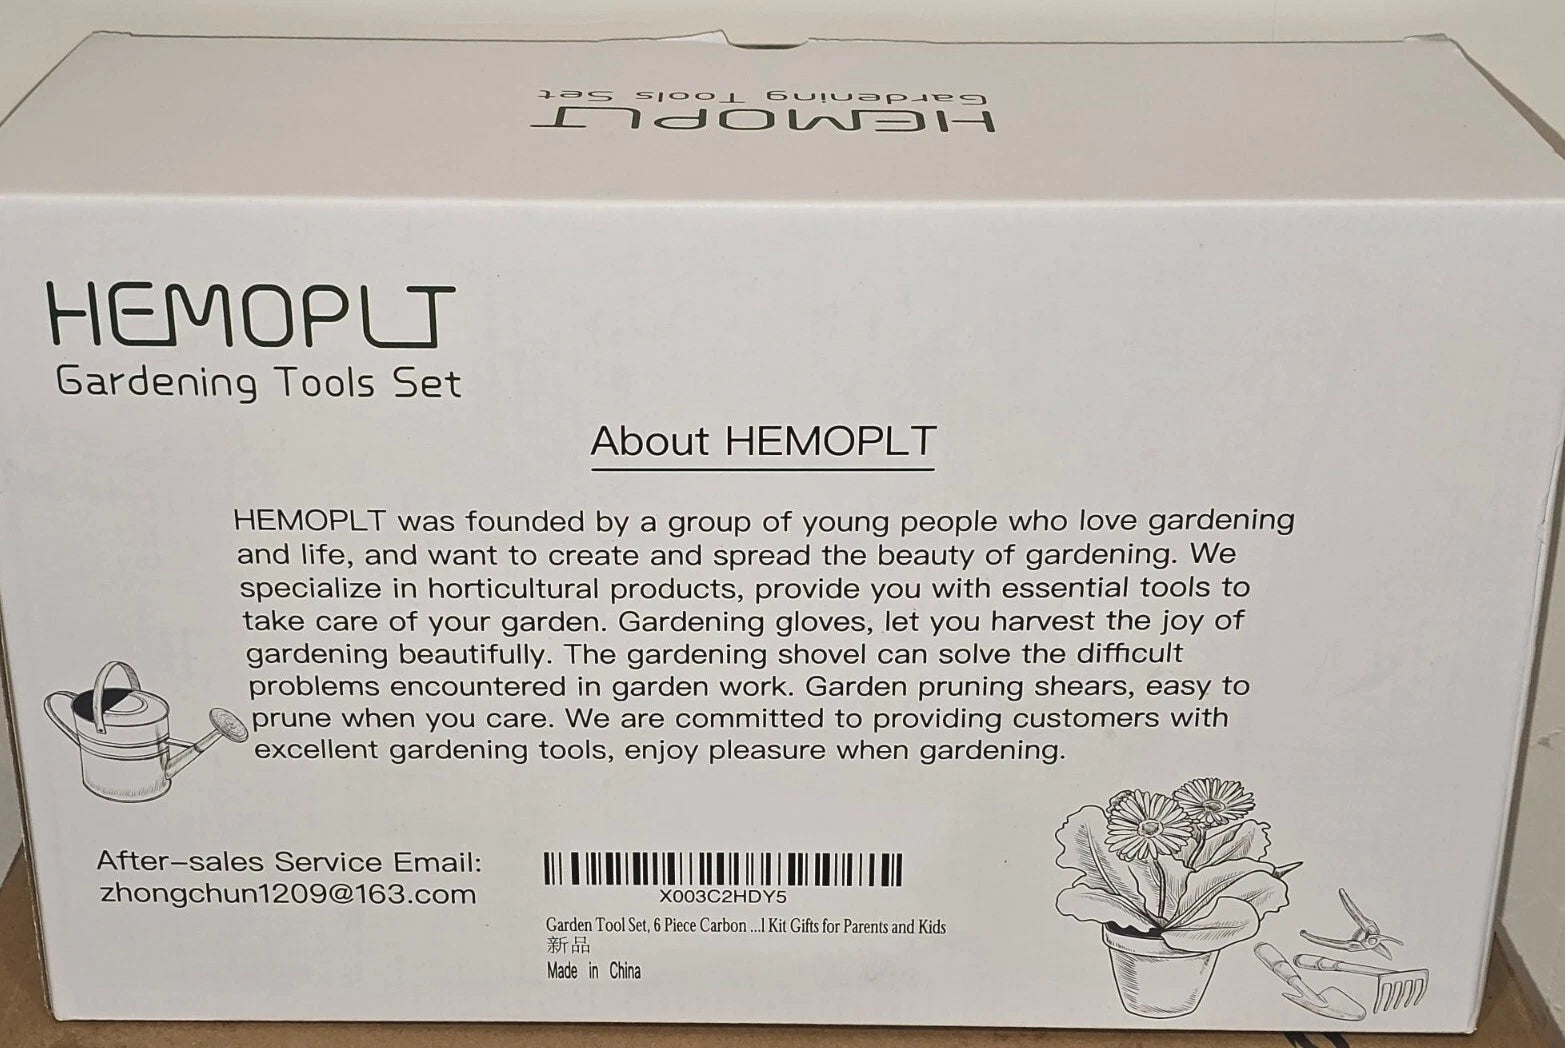 Gardening Tools Set
HEMOPLT
HEMOPLT
Gardening Tools Set
About HEMOPLT
HEMOPLT was founded by a group of young people who love gardening
and life, and want to create and spread the beauty of gardening. We
specialize in horticultural products, provide you with essential tools to
take care of your garden. Gardening gloves, let you harvest the joy of
gardening beautifully. The gardening shovel can solve the difficult
problems encountered in garden work. Garden pruning shears, easy to
prune when you care. We are committed to providing customers with
excellent gardening tools, enjoy pleasure when gardening.
After-sales Service Email:
zhongchun1209@163.com
X003C2HDY5
Garden Tool Set, 6 Piece Carbon ...l Kit Gifts for Parents and Kids
新品
Made in China